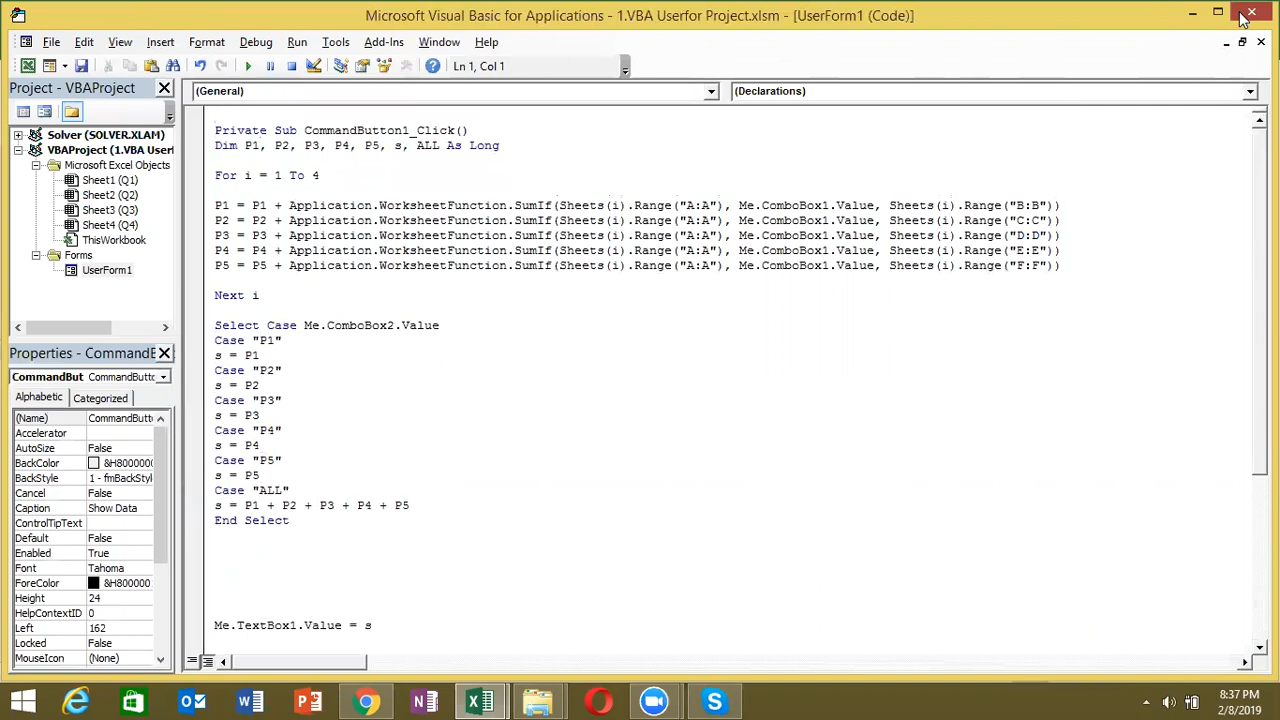 Microsoft Visual Basic for Applications - 1.VBA Userfor Project.xlsm - [UserForm1 (Code)]
File Edit View Insert Format Debug Run Tools Add-Ins Window Help
Ln 1, Col 1
Project - VBAProject
(General)
(Declarations)
Solver (SOLVER.XLAM)
VBAProject (1.VBA Userf
Microsoft Excel Objects
Sheet1 (Q1)
Sheet2 (Q2)
Sheet3 (Q3)
Sheet4 (Q4)
ThisWorkbook
Forms
UserForm1
Properties - CommandB
CommandBut CommandButto
Alphabetic Categorized
(Name) CommandButt
Accelerator
AutoSize False
BackColor &H8000000
BackStyle 1 - fmBackStyl
Cancel False
Caption Show Data
ControlTipText
Default False
Enabled True
Font Tahoma
ForeColor &H8000001
Height 24
HelpContextID 0
Left 162
Locked False
MouseIcon (None)
Private Sub CommandButton1_Click()
Dim P1, P2, P3, P4, P5, s, ALL As Long
For i = 1 To 4
P1 = P1 + Application.WorksheetFunction.SumIf(Sheets(i).Range("A:A"), Me.ComboBox1.Value, Sheets(i).Range("B:B"))
P2 = P2 + Application.WorksheetFunction.SumIf(Sheets(i).Range("A:A"), Me.ComboBox1.Value, Sheets(i).Range("C:C"))
P3 = P3 + Application.WorksheetFunction.SumIf(Sheets(i).Range("A:A"), Me.ComboBox1.Value, Sheets(i).Range("D:D"))
P4 = P4 + Application.WorksheetFunction.SumIf(Sheets(i).Range("A:A"), Me.ComboBox1.Value, Sheets(i).Range("E:E"))
P5 = P5 + Application.WorksheetFunction.SumIf(Sheets(i).Range("A:A"), Me.ComboBox1.Value, Sheets(i).Range("F:F"))
Next i
Select Case Me.ComboBox2.Value
Case "P1"
s = P1
Case "P2"
s = P2
Case "P3"
s = P3
Case "P4"
s = P4
Case "P5"
s = P5
Case "ALL"
s = P1 + P2 + P3 + P4 + P5
End Select
Me.TextBox1.Value = s
8:37 PM
2/8/2019